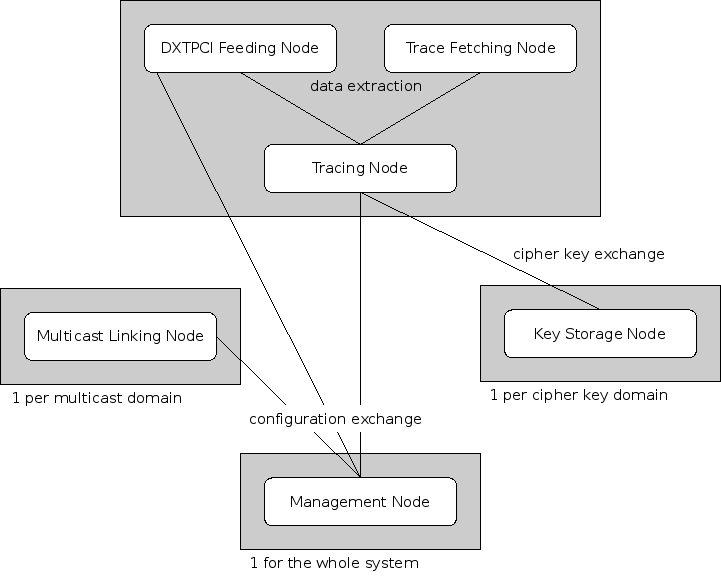 DXTPCI Feeding Node
Trace Fetching Node
data extraction
Tracing Node
cipher key exchange
Multicast Linking Node
Key Storage Node
1 per multicast domain
1 per cipher key domain
configuration exchange
Management Node
1 for the whole system